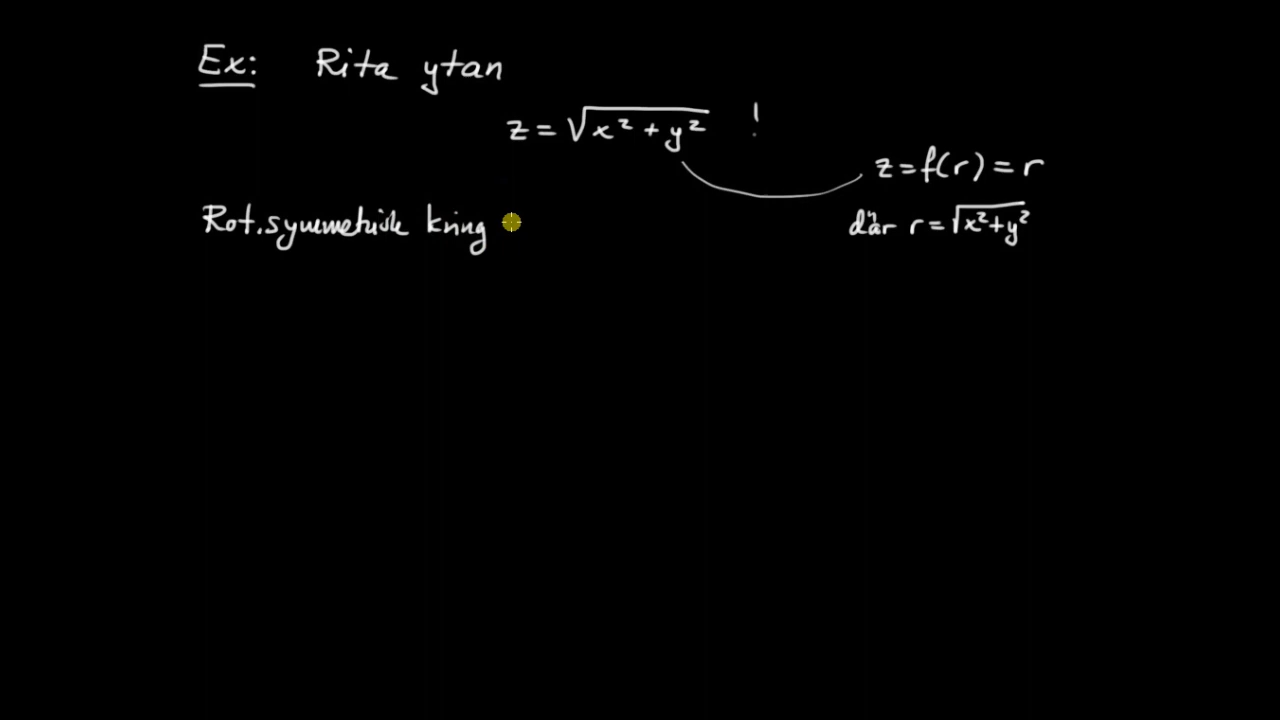 Ex: Rita ytan
z = √x² + y² !
z = f(r) = r
Rot.symmetrisk kring
där r = √x²+y²